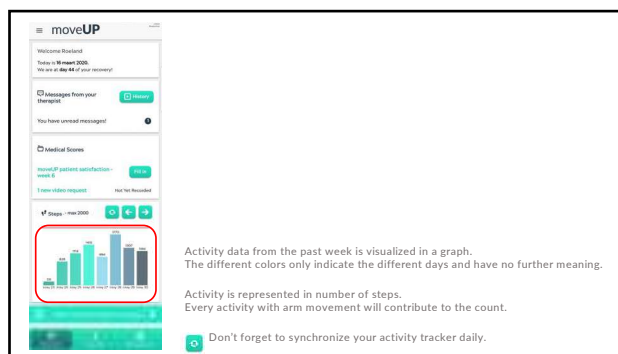 moveUP
Welcome Roeland
Today is 16 maart 2020.
We are at day 44 of your recovery!
Messages from your therapist
History
You have unread messages!
Medical Scores
moveUP patient satisfaction - week 6
Fill in
1 new video request
Not Yet Recorded
Steps - max 2000
Activity data from the past week is visualized in a graph.
The different colors only indicate the different days and have no further meaning.
Activity is represented in number of steps.
Every activity with arm movement will contribute to the count.
Don't forget to synchronize your activity tracker daily.